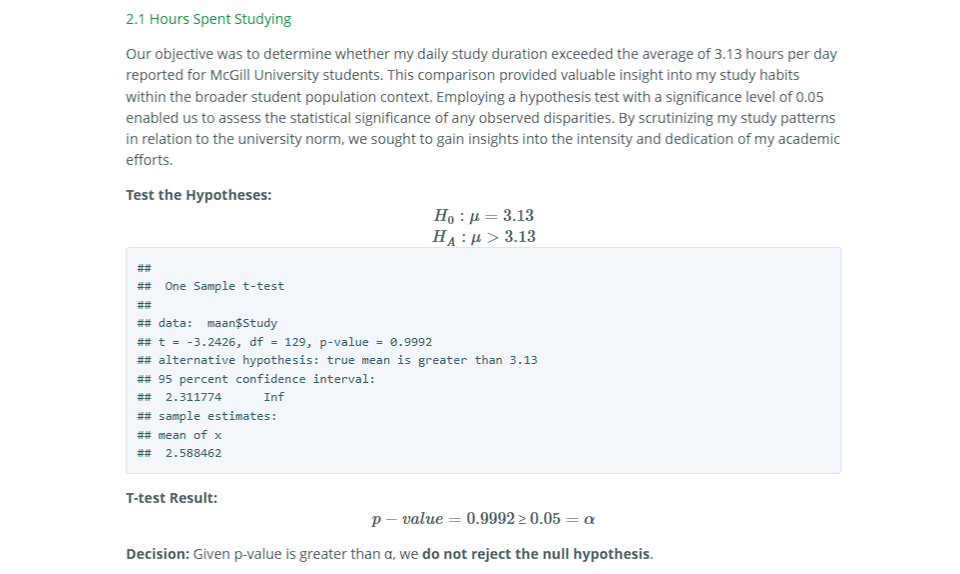 2.1 Hours Spent Studying
Our objective was to determine whether my daily study duration exceeded the average of 3.13 hours per day
reported for McGill University students. This comparison provided valuable insight into my study habits
within the broader student population context. Employing a hypothesis test with a significance level of 0.05
enabled us to assess the statistical significance of any observed disparities. By scrutinizing my study patterns
in relation to the university norm, we sought to gain insights into the intensity and dedication of my academic
efforts.
Test the Hypotheses:
H₀ : μ = 3.13
H_A : μ > 3.13
##
##  One Sample t-test
##
## data:  maan$Study
## t = -3.2426, df = 129, p-value = 0.9992
## alternative hypothesis: true mean is greater than 3.13
## 95 percent confidence interval:
##  2.311774      Inf
## sample estimates:
## mean of x
##  2.588462
T-test Result:
p − value = 0.9992 ≥ 0.05 = α
Decision: Given p-value is greater than α, we do not reject the null hypothesis.